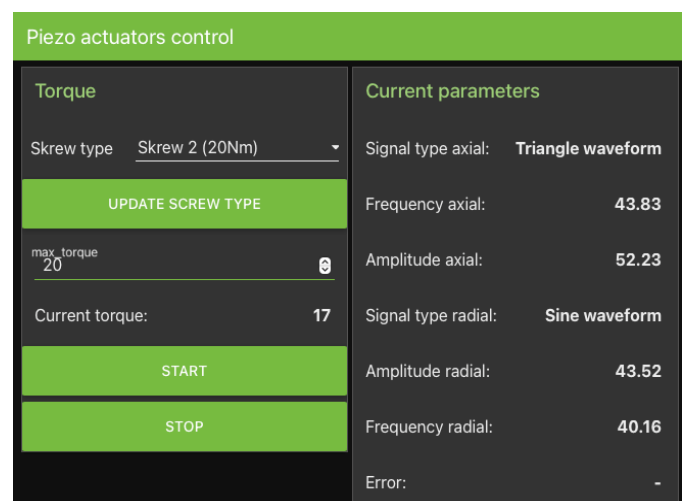 Piezo actuators control
Torque
Skrew type Skrew 2 (20Nm)
UPDATE SCREW TYPE
max_torque
20
Current torque: 17
START
STOP
Current parameters
Signal type axial: Triangle waveform
Frequency axial: 43.83
Amplitude axial: 52.23
Signal type radial: Sine waveform
Amplitude radial: 43.52
Frequency radial: 40.16
Error: -